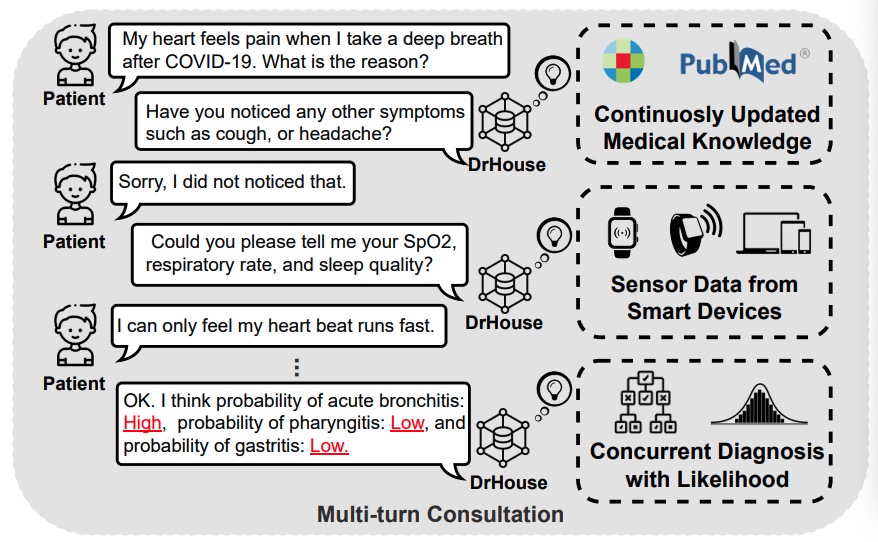 My heart feels pain when I take a deep breath
after COVID-19. What is the reason?
Patient
Have you noticed any other symptoms
such as cough, or headache?
DrHouse
PubMed®
Continuosly Updated
Medical Knowledge
Sorry, I did not noticed that.
Patient
Could you please tell me your SpO2,
respiratory rate, and sleep quality?
DrHouse
Sensor Data from
Smart Devices
I can only feel my heart beat runs fast.
Patient
OK. I think probability of acute bronchitis:
High, probability of pharyngitis: Low, and
probability of gastritis: Low.
DrHouse
Concurrent Diagnosis
with Likelihood
Multi-turn Consultation